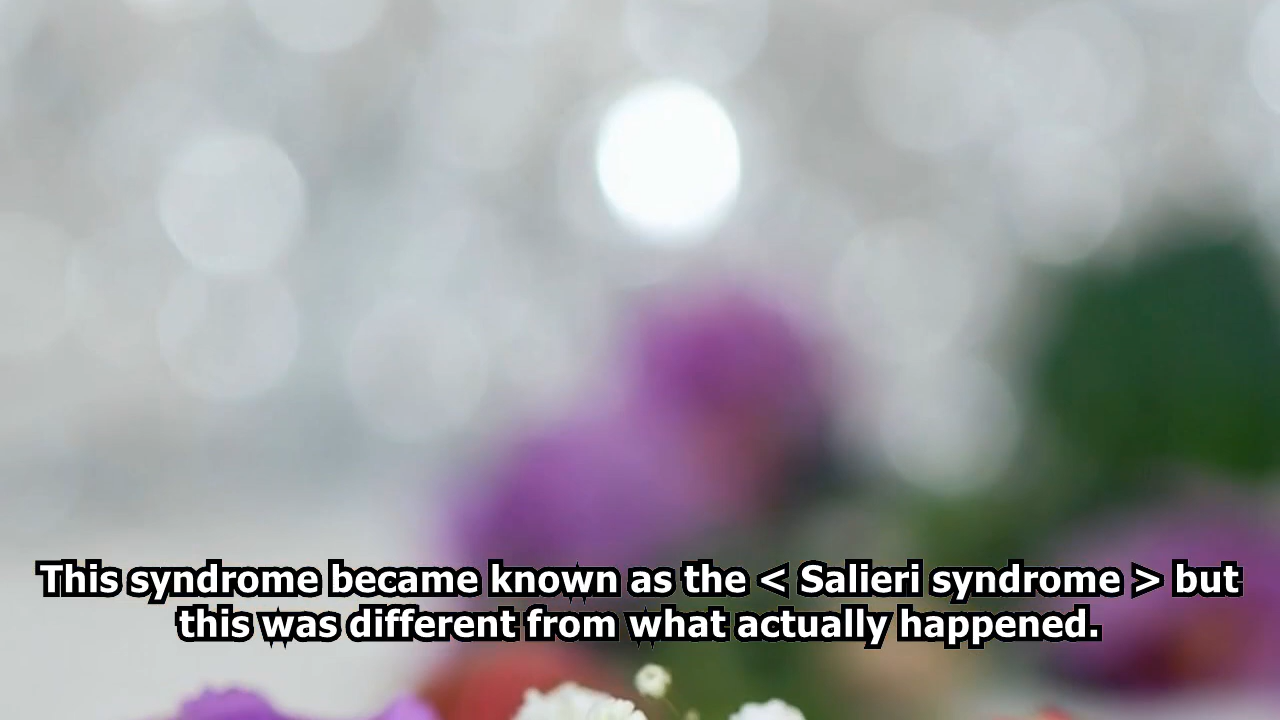 This syndrome became known as the < Salieri syndrome > but
this was different from what actually happened.